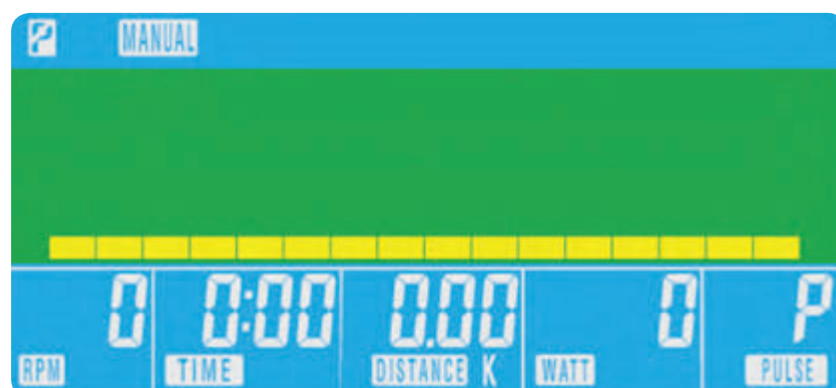 P MANUAL
0 0:00 0.00 0 P
RPM TIME DISTANCE K WATT PULSE